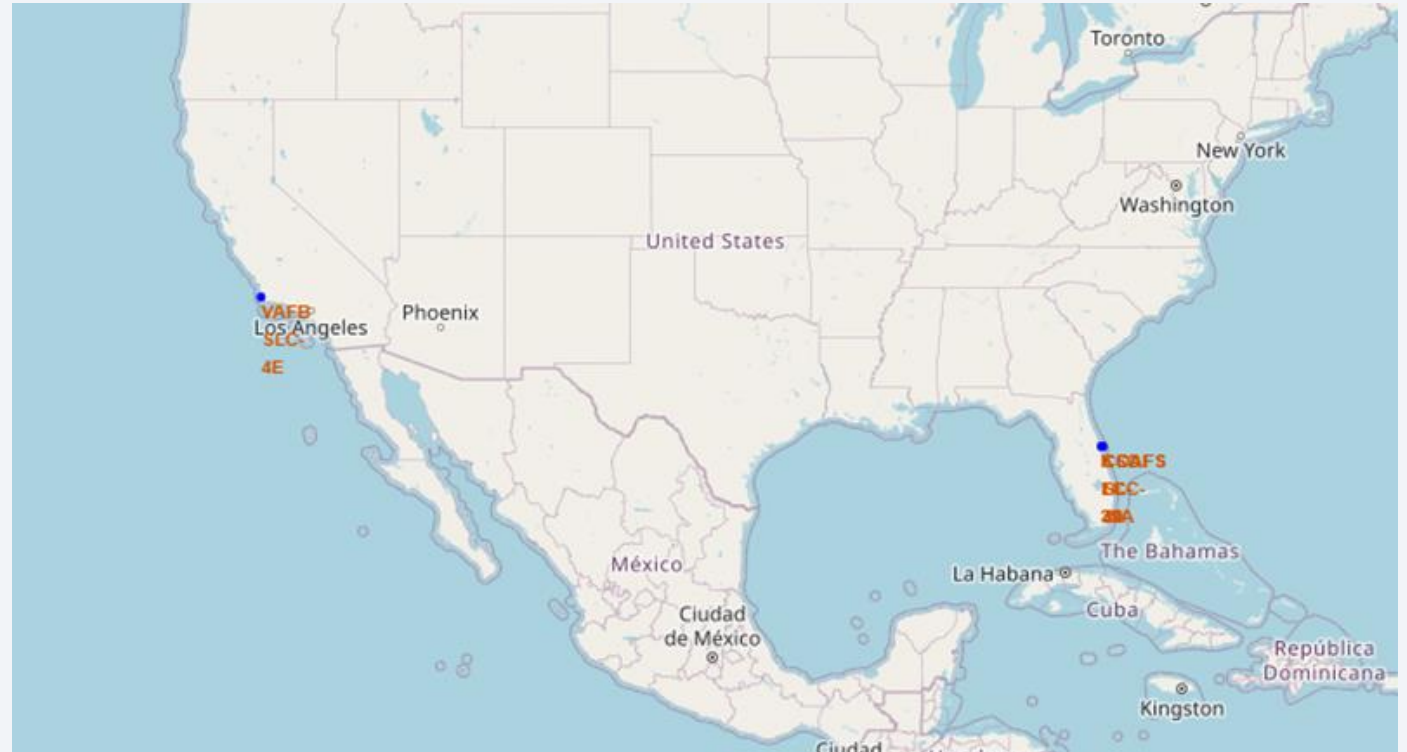 Toronto
New York
Washington
United States
VAFB
SLC-
4E
Los Angeles
Phoenix
México
Ciudad
de México
The Bahamas
La Habana
Cuba
República
Dominicana
Kingston
Ciudad